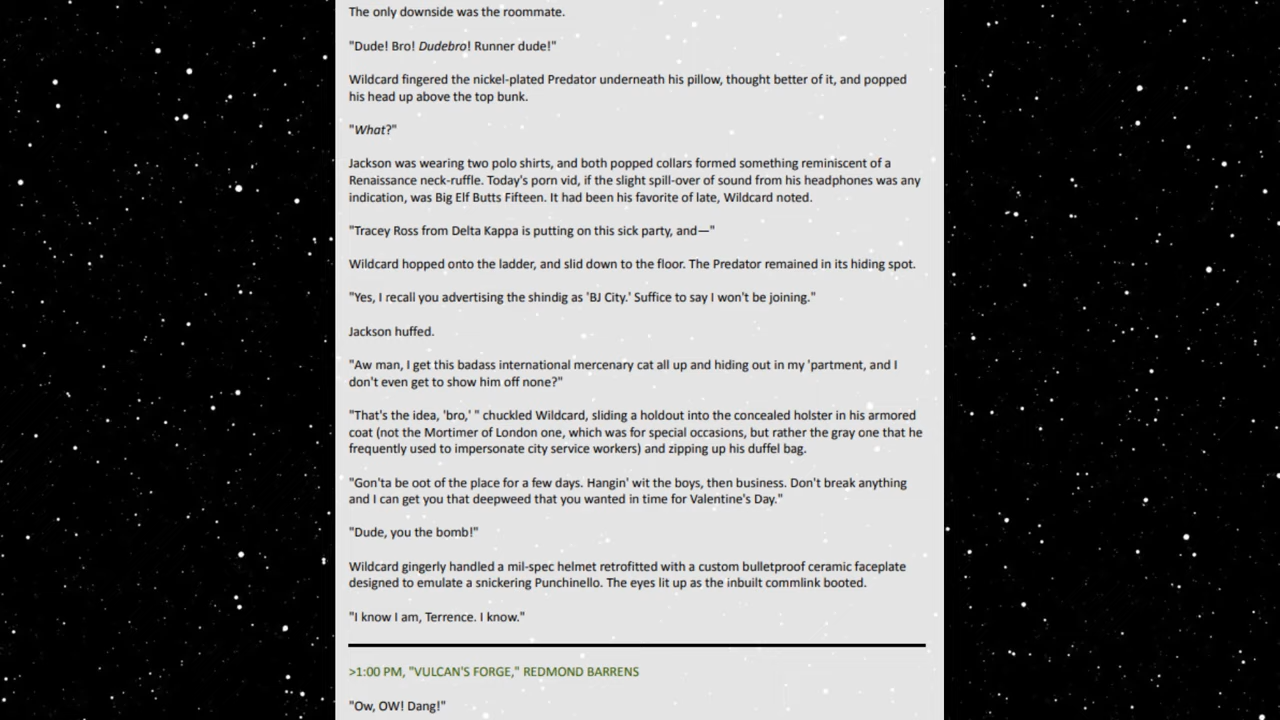 The only downside was the roommate.
"Dude! Bro! Dudebro! Runner dude!"
Wildcard fingered the nickel-plated Predator underneath his pillow, thought better of it, and popped
his head up above the top bunk.
"What?"
Jackson was wearing two polo shirts, and both popped collars formed something reminiscent of a
Renaissance neck-ruffle. Today's porn vid, if the slight spill-over of sound from his headphones was any
indication, was Big Elf Butts Fifteen. It had been his favorite of late, Wildcard noted.
"Tracey Ross from Delta Kappa is putting on this sick party, and—"
Wildcard hopped onto the ladder, and slid down to the floor. The Predator remained in its hiding spot.
"Yes, I recall you advertising the shindig as 'BJ City.' Suffice to say I won't be joining."
Jackson huffed.
"Aw man, I get this badass international mercenary cat all up and hiding out in my 'partment, and I
don't even get to show him off none?"
"That's the idea, 'bro,' " chuckled Wildcard, sliding a holdout into the concealed holster in his armored
coat (not the Mortimer of London one, which was for special occasions, but rather the gray one that he
frequently used to impersonate city service workers) and zipping up his duffel bag.
"Gon'ta be oot of the place for a few days. Hangin' wit the boys, then business. Don't break anything
and I can get you that deepweed that you wanted in time for Valentine's Day."
"Dude, you the bomb!"
Wildcard gingerly handled a mil-spec helmet retrofitted with a custom bulletproof ceramic faceplate
designed to emulate a snickering Punchinello. The eyes lit up as the inbuilt commlink booted.
"I know I am, Terrence. I know."
>1:00 PM, "VULCAN'S FORGE," REDMOND BARRENS
"Ow, OW! Dang!"